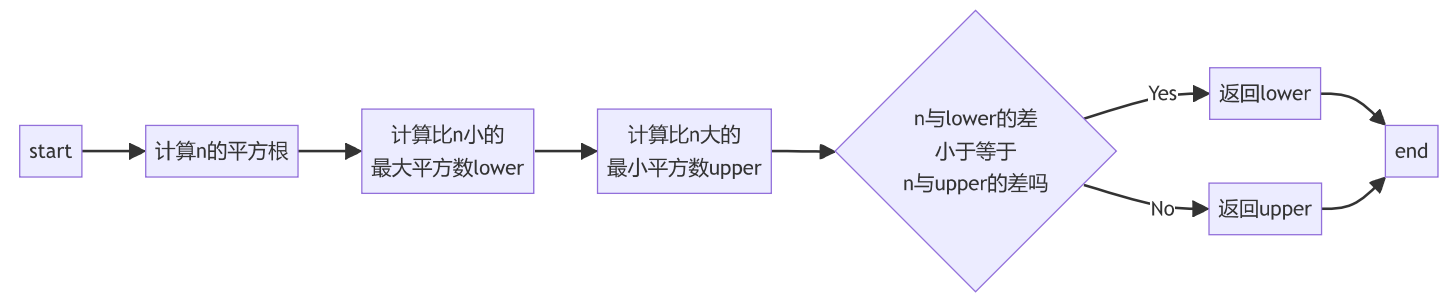 start
计算n的平方根
计算比n小的
最大平方数lower
计算比n大的
最小平方数upper
n与lower的差
小于等于
n与upper的差吗
Yes
返回lower
No
返回upper
end